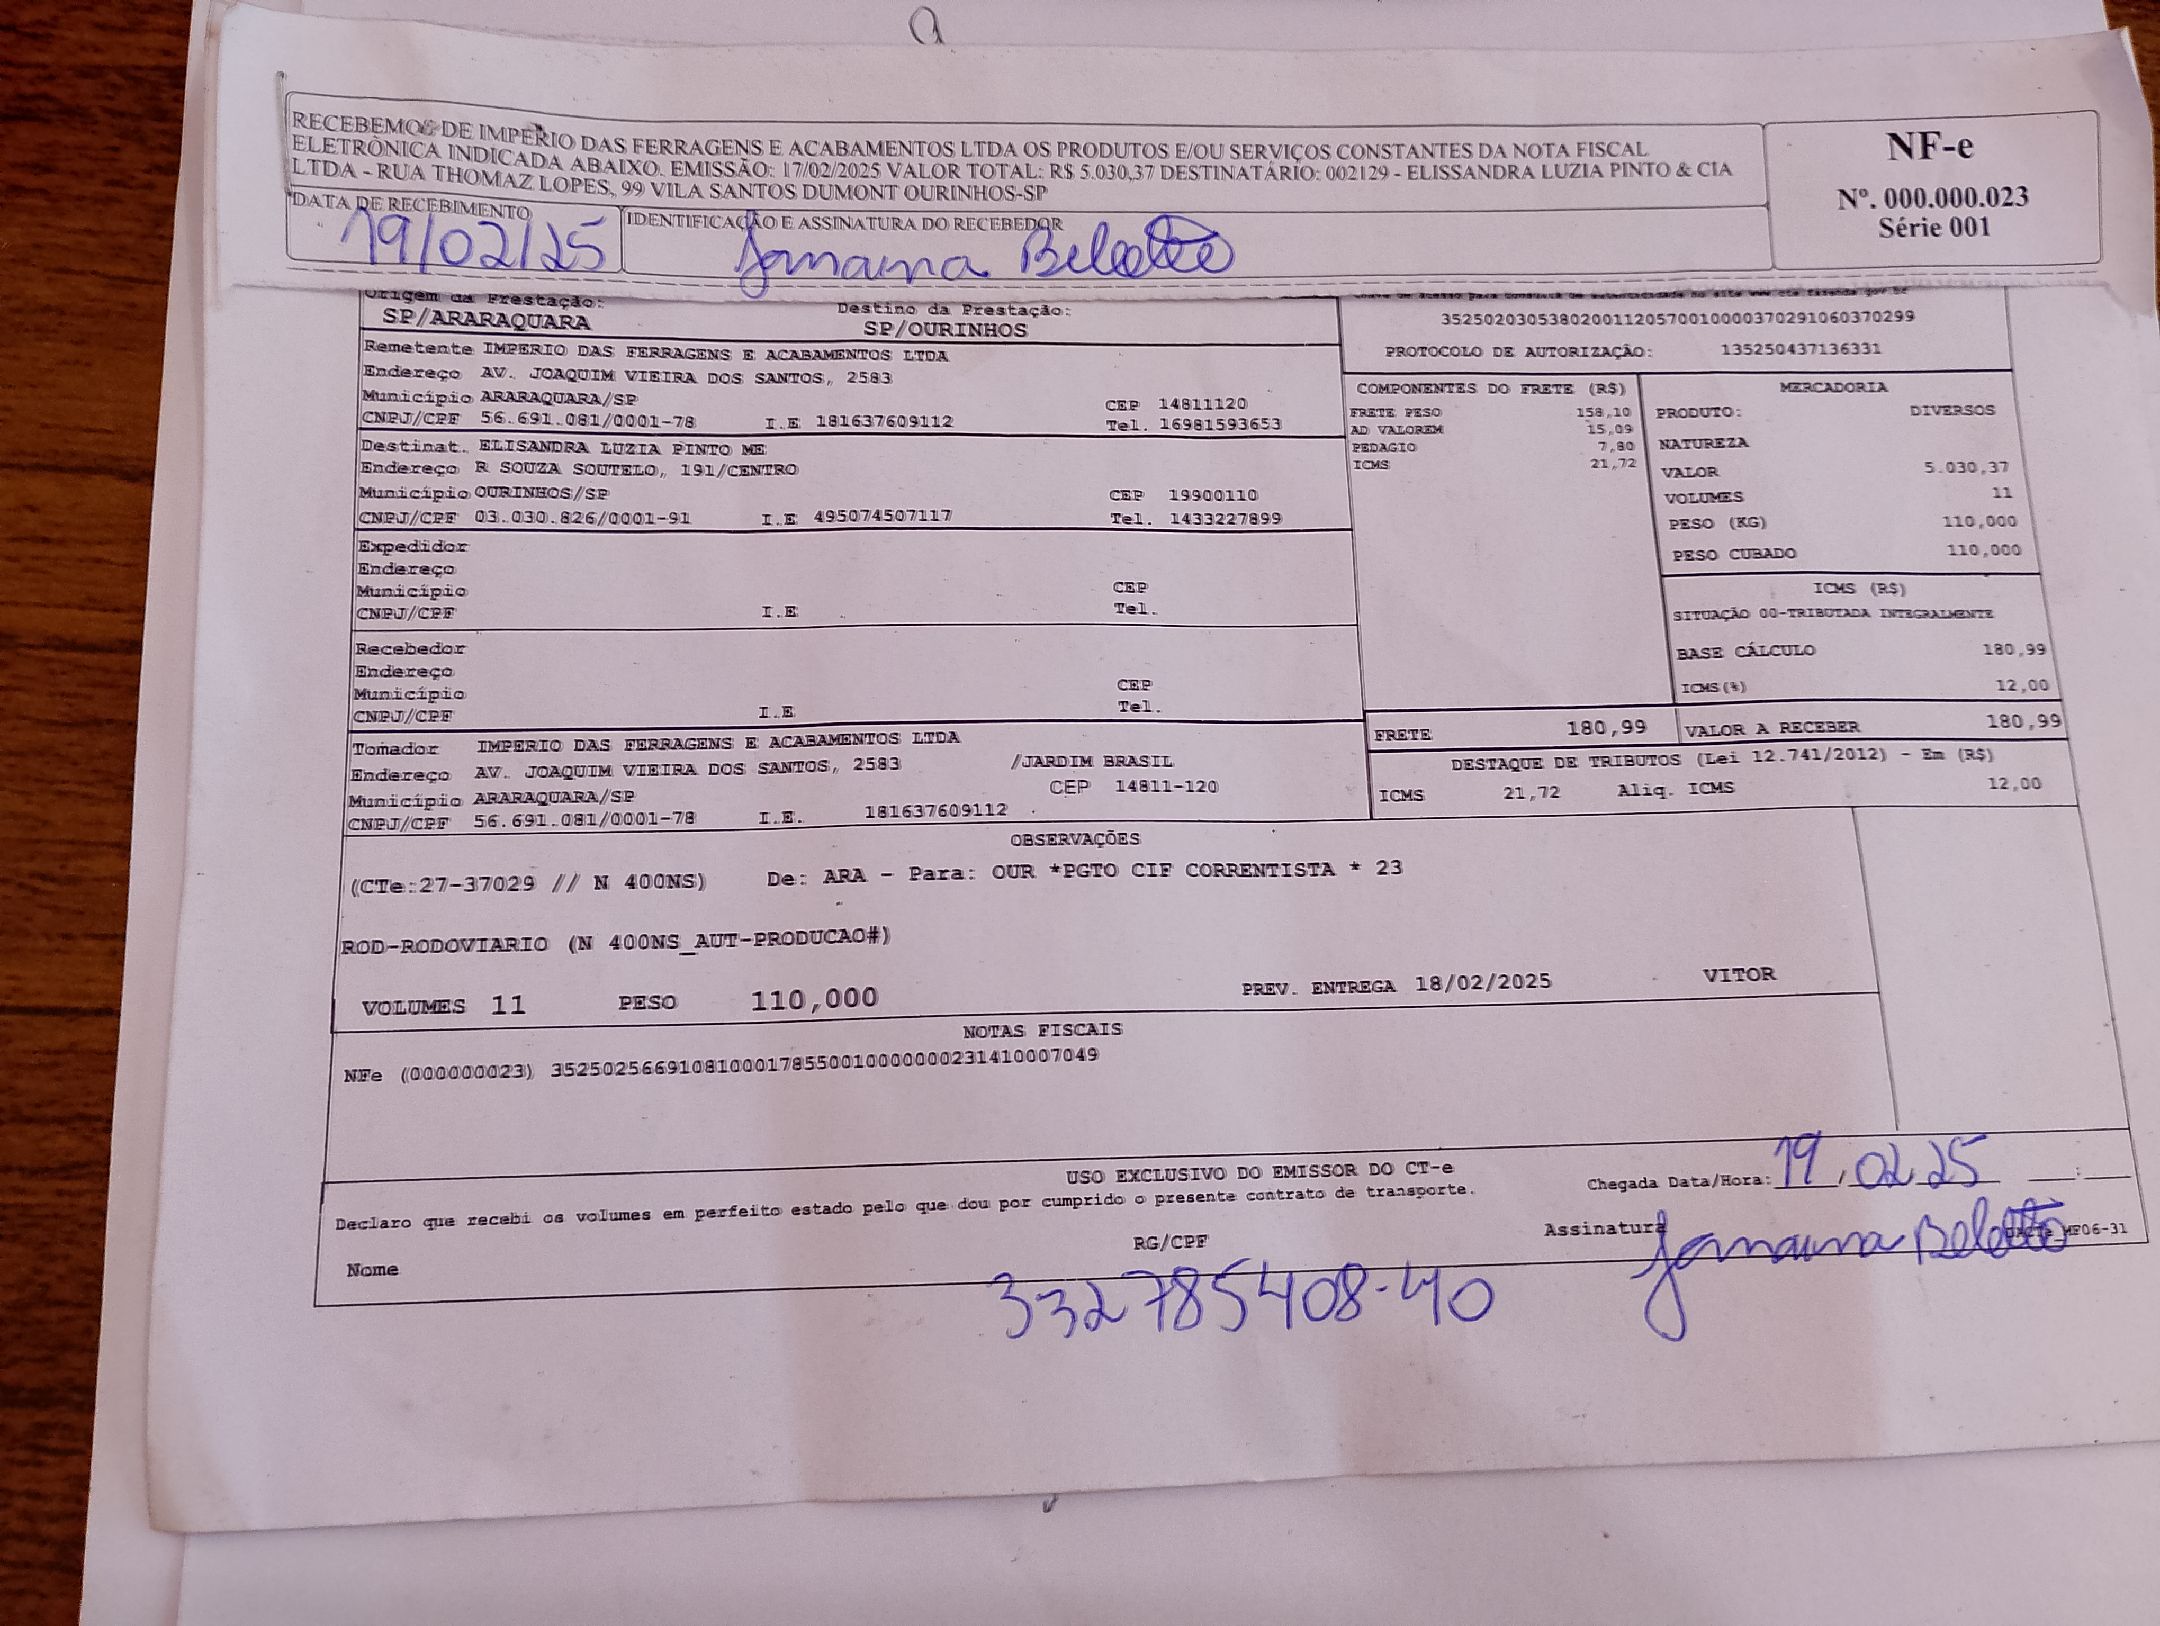 RECEBEMOS DE IMPERIO DAS FERRAGENS E ACABAMENTOS LTDA OS PRODUTOS E/OU SERVIÇOS CONSTANTES DA NOTA FISCAL
ELETRÔNICA INDICADA ABAIXO. EMISSÃO: 17/02/2025 VALOR TOTAL: R$ 5.030,37 DESTINATÁRIO: 002129 - ELISSANDRA LUZIA PINTO & CIA
LTDA - RUA THOMAZ LOPES, 99 VILA SANTOS DUMONT OURINHOS-SP
NF-e
Nº. 000.000.023
Série 001
DATA DE RECEBIMENTO
19/02/25
IDENTIFICAÇÃO E ASSINATURA DO RECEBEDOR
Janaina Belotto
Origem da Prestação:
SP/ARARAQUARA
Destino da Prestação:
SP/OURINHOS
35250203053802001120570010000370291060370299
PROTOCOLO DE AUTORIZAÇÃO: 135250437136331
Remetente IMPERIO DAS FERRAGENS E ACABAMENTOS LTDA
Endereço AV. JOAQUIM VIEIRA DOS SANTOS, 2583
Município ARARAQUARA/SP CEP 14811120
CNPJ/CPF 56.691.081/0001-78 I.E 181637609112 Tel. 16981593653
Destinat. ELISANDRA LUZIA PINTO ME
Endereço R SOUZA SOUTELO, 191/CENTRO
Município OURINHOS/SP CEP 19900110
CNPJ/CPF 03.030.826/0001-91 I.E 495074507117 Tel. 1433227899
Expedidor
Endereço
Município CEP
CNPJ/CPF I.E Tel.
Recebedor
Endereço
Município CEP
CNPJ/CPF I.E Tel.
Tomador IMPERIO DAS FERRAGENS E ACABAMENTOS LTDA
Endereço AV. JOAQUIM VIEIRA DOS SANTOS, 2583 /JARDIM BRASIL
Município ARARAQUARA/SP CEP 14811-120
CNPJ/CPF 56.691.081/0001-78 I.E. 181637609112
COMPONENTES DO FRETE (R$)
FRETE PESO 158,10
AD VALOREM 15,09
PEDAGIO 7,80
ICMS 21,72
MERCADORIA
PRODUTO: DIVERSOS
NATUREZA
VALOR 5.030,37
VOLUMES 11
PESO (KG) 110,000
PESO CUBADO 110,000
ICMS (R$)
SITUAÇÃO 00-TRIBUTADA INTEGRALMENTE
BASE CÁLCULO 180,99
ICMS(%) 12,00
FRETE 180,99 VALOR A RECEBER 180,99
DESTAQUE DE TRIBUTOS (Lei 12.741/2012) - Em (R$)
ICMS 21,72 Aliq. ICMS 12,00
OBSERVAÇÕES
(CTe:27-37029 // N 400NS) De: ARA - Para: OUR *PGTO CIF CORRENTISTA * 23
ROD-RODOVIARIO (N 400NS_AUT-PRODUCAO#)
VOLUMES 11 PESO 110,000 PREV. ENTREGA 18/02/2025 VITOR
NOTAS FISCAIS
NFe (000000023) 35250256691081000178550010000000231410007049
USO EXCLUSIVO DO EMISSOR DO CT-e
Declaro que recebi os volumes em perfeito estado pelo que dou por cumprido o presente contrato de transporte.
Chegada Data/Hora: 19/02 25 :
Nome
RG/CPF
332785408-40
Assinatura
Janaina Belotto
MF06-31